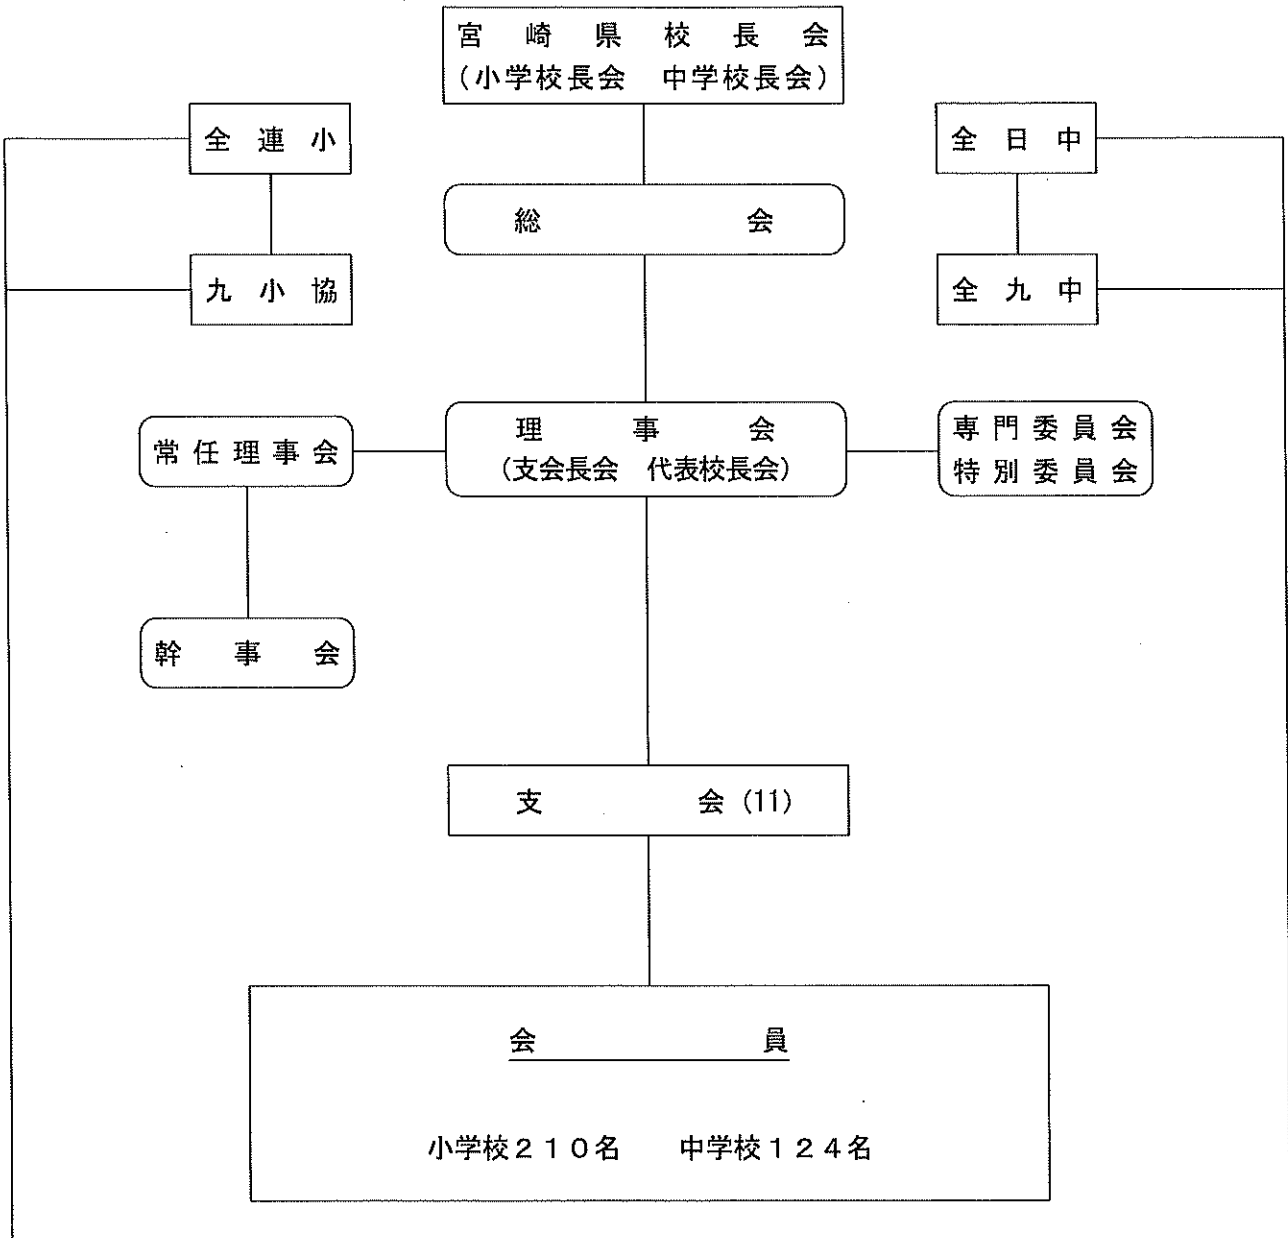 宮崎県校長会
(小学校長会　中学校長会)
全連小
全日中
総会
九小協
全九中
常任理事会
理事会
(支会長会　代表校長会)
専門委員会
特別委員会
幹事会
支会(11)
会員
小学校２１０名　中学校１２４名